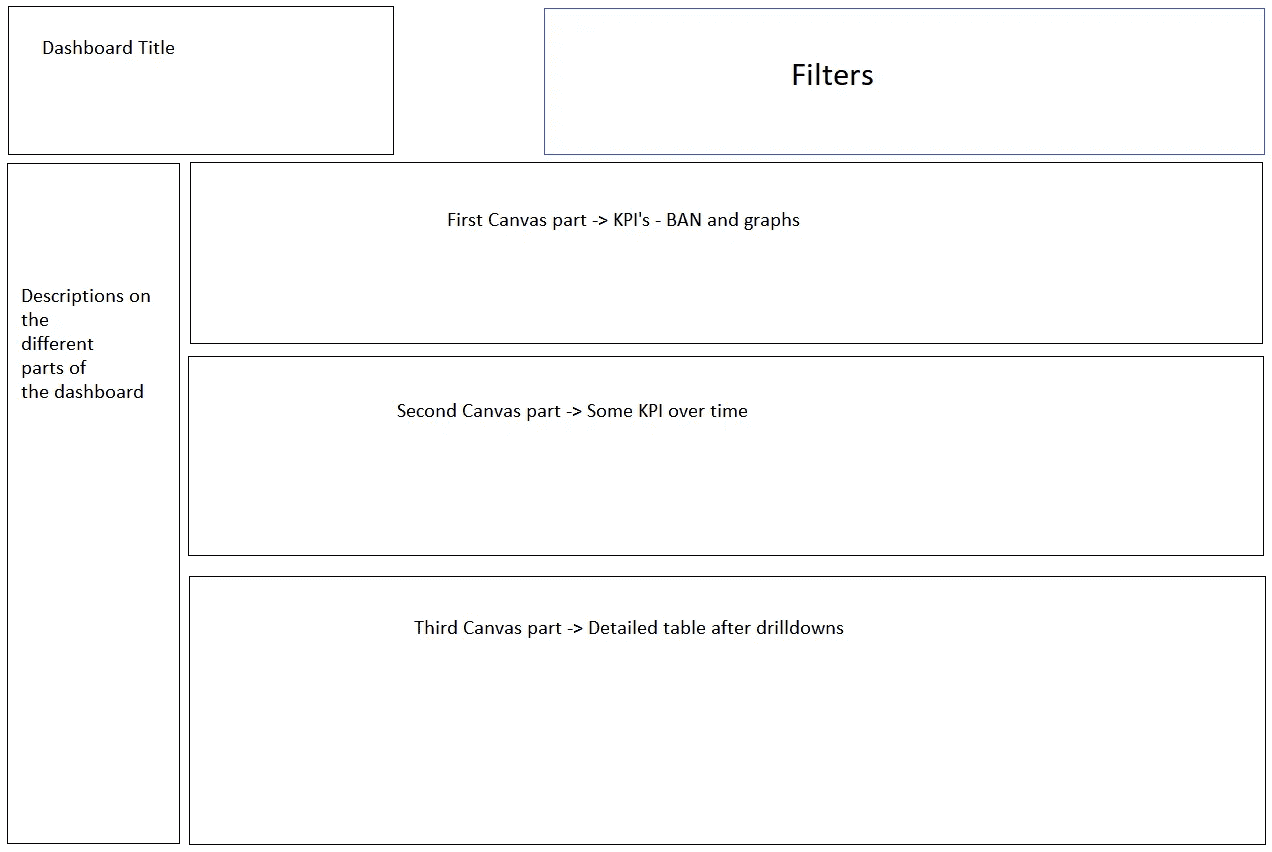 Dashboard Title
Filters
First Canvas part -> KPI's - BAN and graphs
Descriptions on
the
different
parts of
the dashboard
Second Canvas part -> Some KPI over time
Third Canvas part -> Detailed table after drilldowns